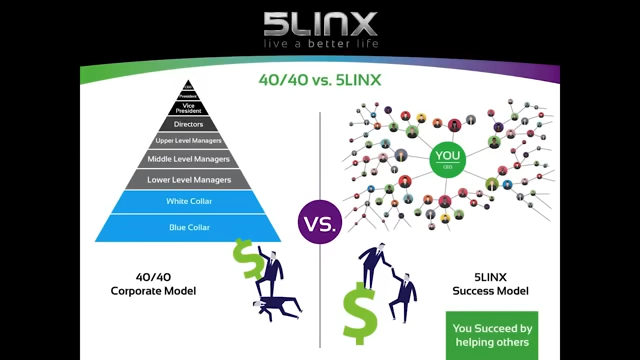 5LINX
live a better life
40/40 vs. 5LINX
President
Vice
President
Directors
Upper Level Managers
Middle Level Managers
Lower Level Managers
White Collar
Blue Collar
YOU
CEO
VS.
40/40
Corporate Model
5LINX
Success Model
You Succeed by
helping others